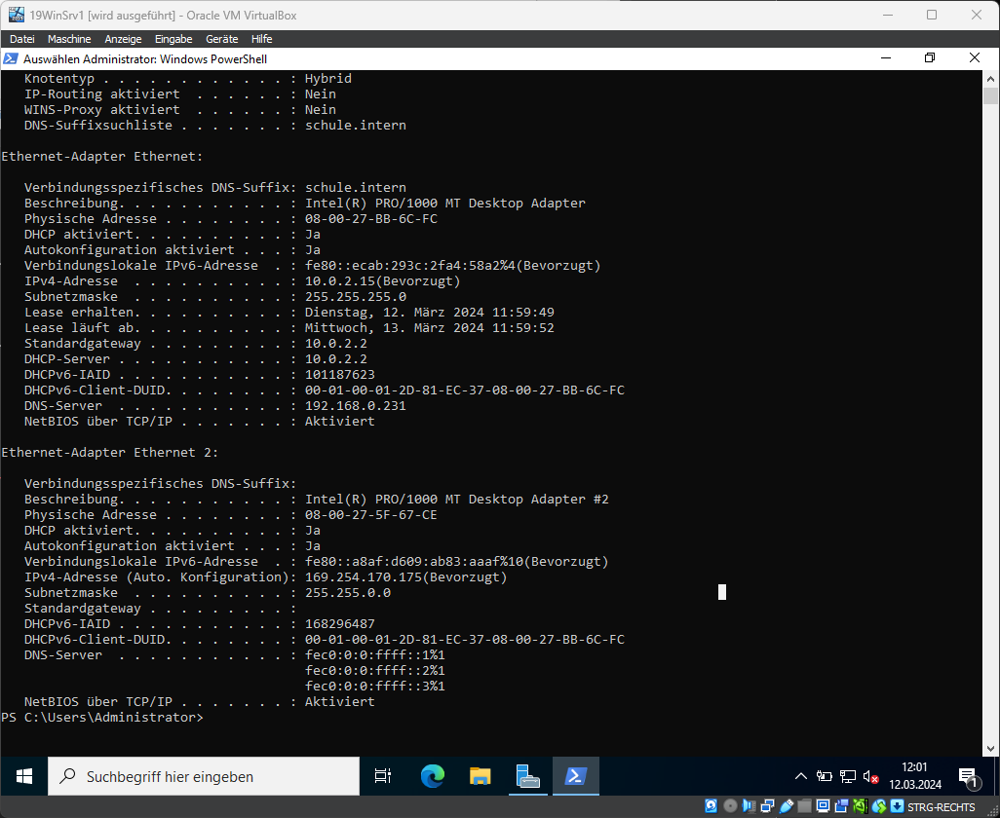 19WinSrv1 [wird ausgeführt] - Oracle VM VirtualBox
Datei Maschine Anzeige Eingabe Geräte Hilfe
Auswählen Administrator: Windows PowerShell
Knotentyp . . . . . . . . . . . . : Hybrid
IP-Routing aktiviert  . . . . . . : Nein
WINS-Proxy aktiviert  . . . . . . : Nein
DNS-Suffixsuchliste . . . . . . . : schule.intern
Ethernet-Adapter Ethernet:
Verbindungsspezifisches DNS-Suffix: schule.intern
Beschreibung. . . . . . . . . . . : Intel(R) PRO/1000 MT Desktop Adapter
Physische Adresse . . . . . . . . : 08-00-27-BB-6C-FC
DHCP aktiviert. . . . . . . . . . : Ja
Autokonfiguration aktiviert . . . : Ja
Verbindungslokale IPv6-Adresse  . : fe80::ecab:293c:2fa4:58a2%4(Bevorzugt)
IPv4-Adresse  . . . . . . . . . . : 10.0.2.15(Bevorzugt)
Subnetzmaske  . . . . . . . . . . : 255.255.255.0
Lease erhalten. . . . . . . . . . : Dienstag, 12. März 2024 11:59:49
Lease läuft ab. . . . . . . . . . : Mittwoch, 13. März 2024 11:59:52
Standardgateway . . . . . . . . . : 10.0.2.2
DHCP-Server . . . . . . . . . . . : 10.0.2.2
DHCPv6-IAID . . . . . . . . . . . : 101187623
DHCPv6-Client-DUID. . . . . . . . : 00-01-00-01-2D-81-EC-37-08-00-27-BB-6C-FC
DNS-Server  . . . . . . . . . . . : 192.168.0.231
NetBIOS über TCP/IP . . . . . . . : Aktiviert
Ethernet-Adapter Ethernet 2:
Verbindungsspezifisches DNS-Suffix:
Beschreibung. . . . . . . . . . . : Intel(R) PRO/1000 MT Desktop Adapter #2
Physische Adresse . . . . . . . . : 08-00-27-5F-67-CE
DHCP aktiviert. . . . . . . . . . : Ja
Autokonfiguration aktiviert . . . : Ja
Verbindungslokale IPv6-Adresse  . : fe80::a8af:d609:ab83:aaaf%10(Bevorzugt)
IPv4-Adresse (Auto. Konfiguration): 169.254.170.175(Bevorzugt)
Subnetzmaske  . . . . . . . . . . : 255.255.0.0
Standardgateway . . . . . . . . . :
DHCPv6-IAID . . . . . . . . . . . : 168296487
DHCPv6-Client-DUID. . . . . . . . : 00-01-00-01-2D-81-EC-37-08-00-27-BB-6C-FC
DNS-Server  . . . . . . . . . . . : fec0:0:0:ffff::1%1
fec0:0:0:ffff::2%1
fec0:0:0:ffff::3%1
NetBIOS über TCP/IP . . . . . . . : Aktiviert
PS C:\Users\Administrator>
Suchbegriff hier eingeben
12:01
12.03.2024
1
STRG-RECHTS